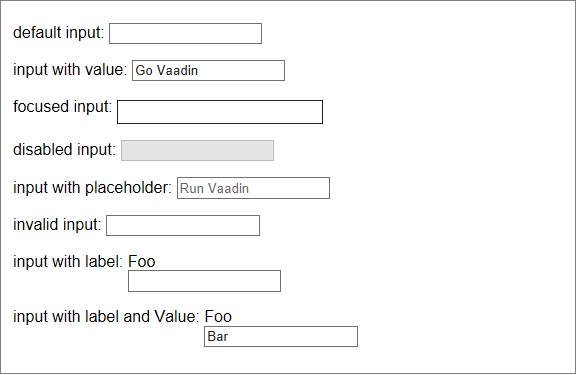 default input:
input with value: Go Vaadin
focused input:
disabled input:
input with placeholder: Run Vaadin
invalid input:
input with label: Foo
input with label and Value: Foo
Bar